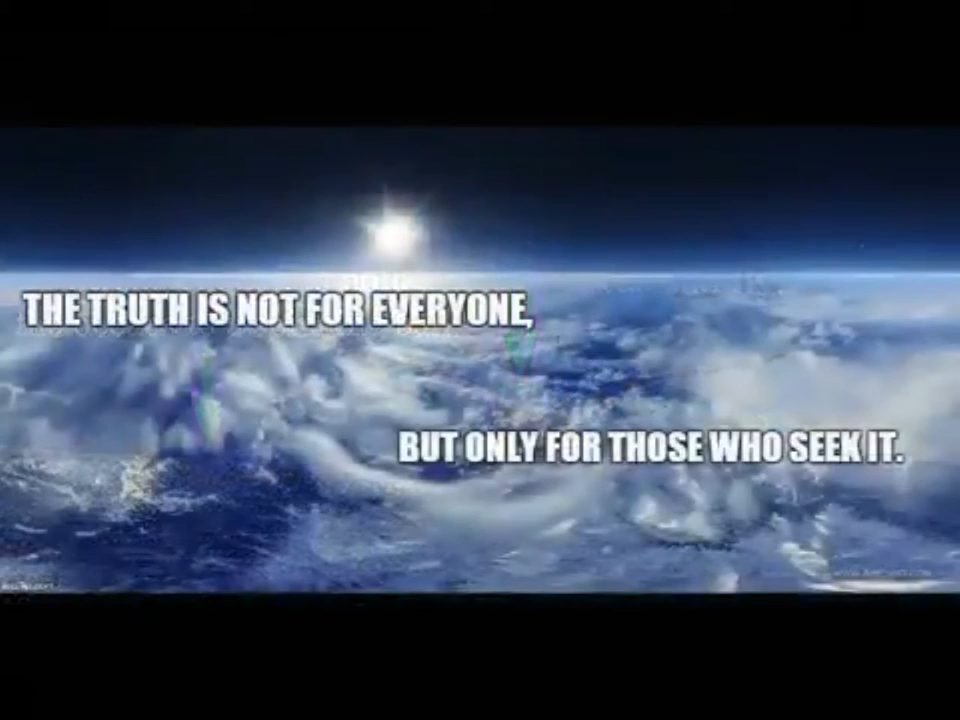 THE TRUTH IS NOT FOR EVERYONE,
BUT ONLY FOR THOSE WHO SEEK IT.